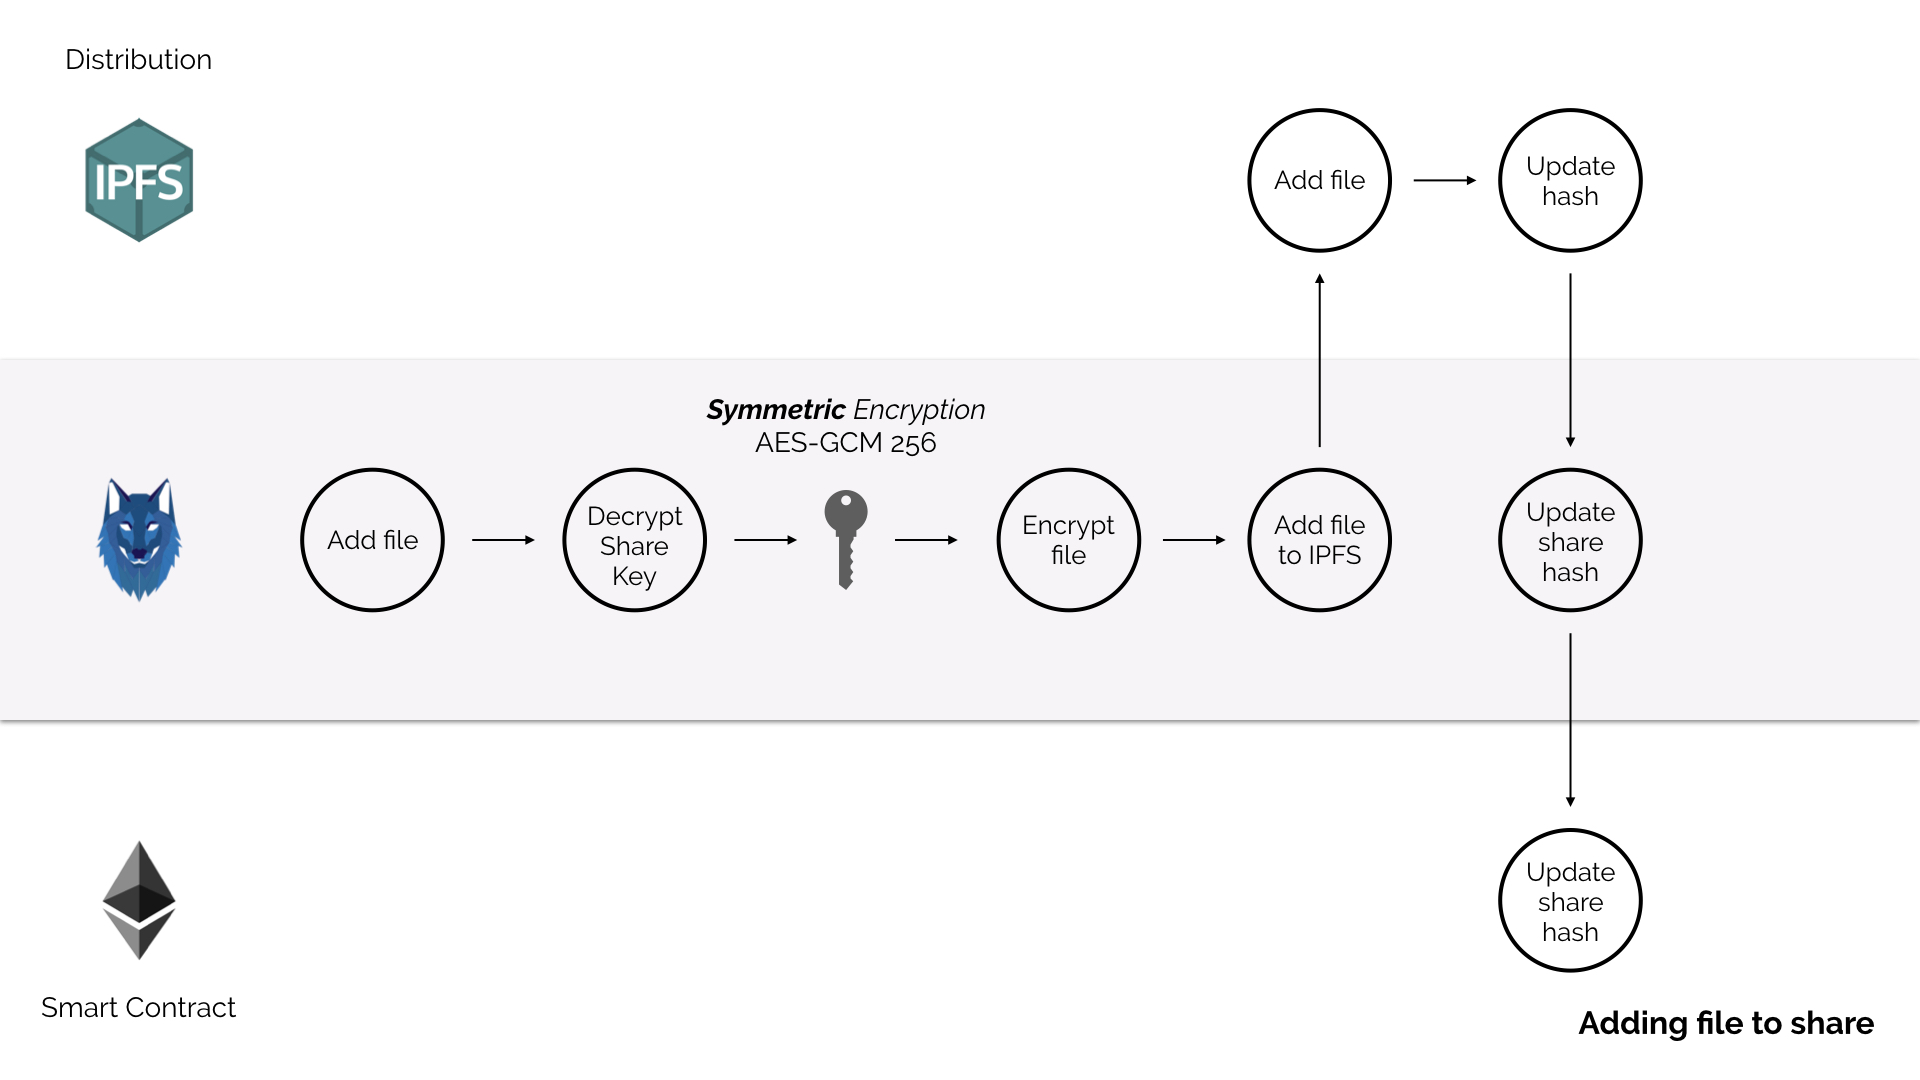 Distribution
IPFS
Add file
Update
hash
Symmetric Encryption
AES-GCM 256
Add file
Decrypt
Share
Key
Encrypt
file
Add file
to IPFS
Update
share
hash
Update
share
hash
Smart Contract
Adding file to share